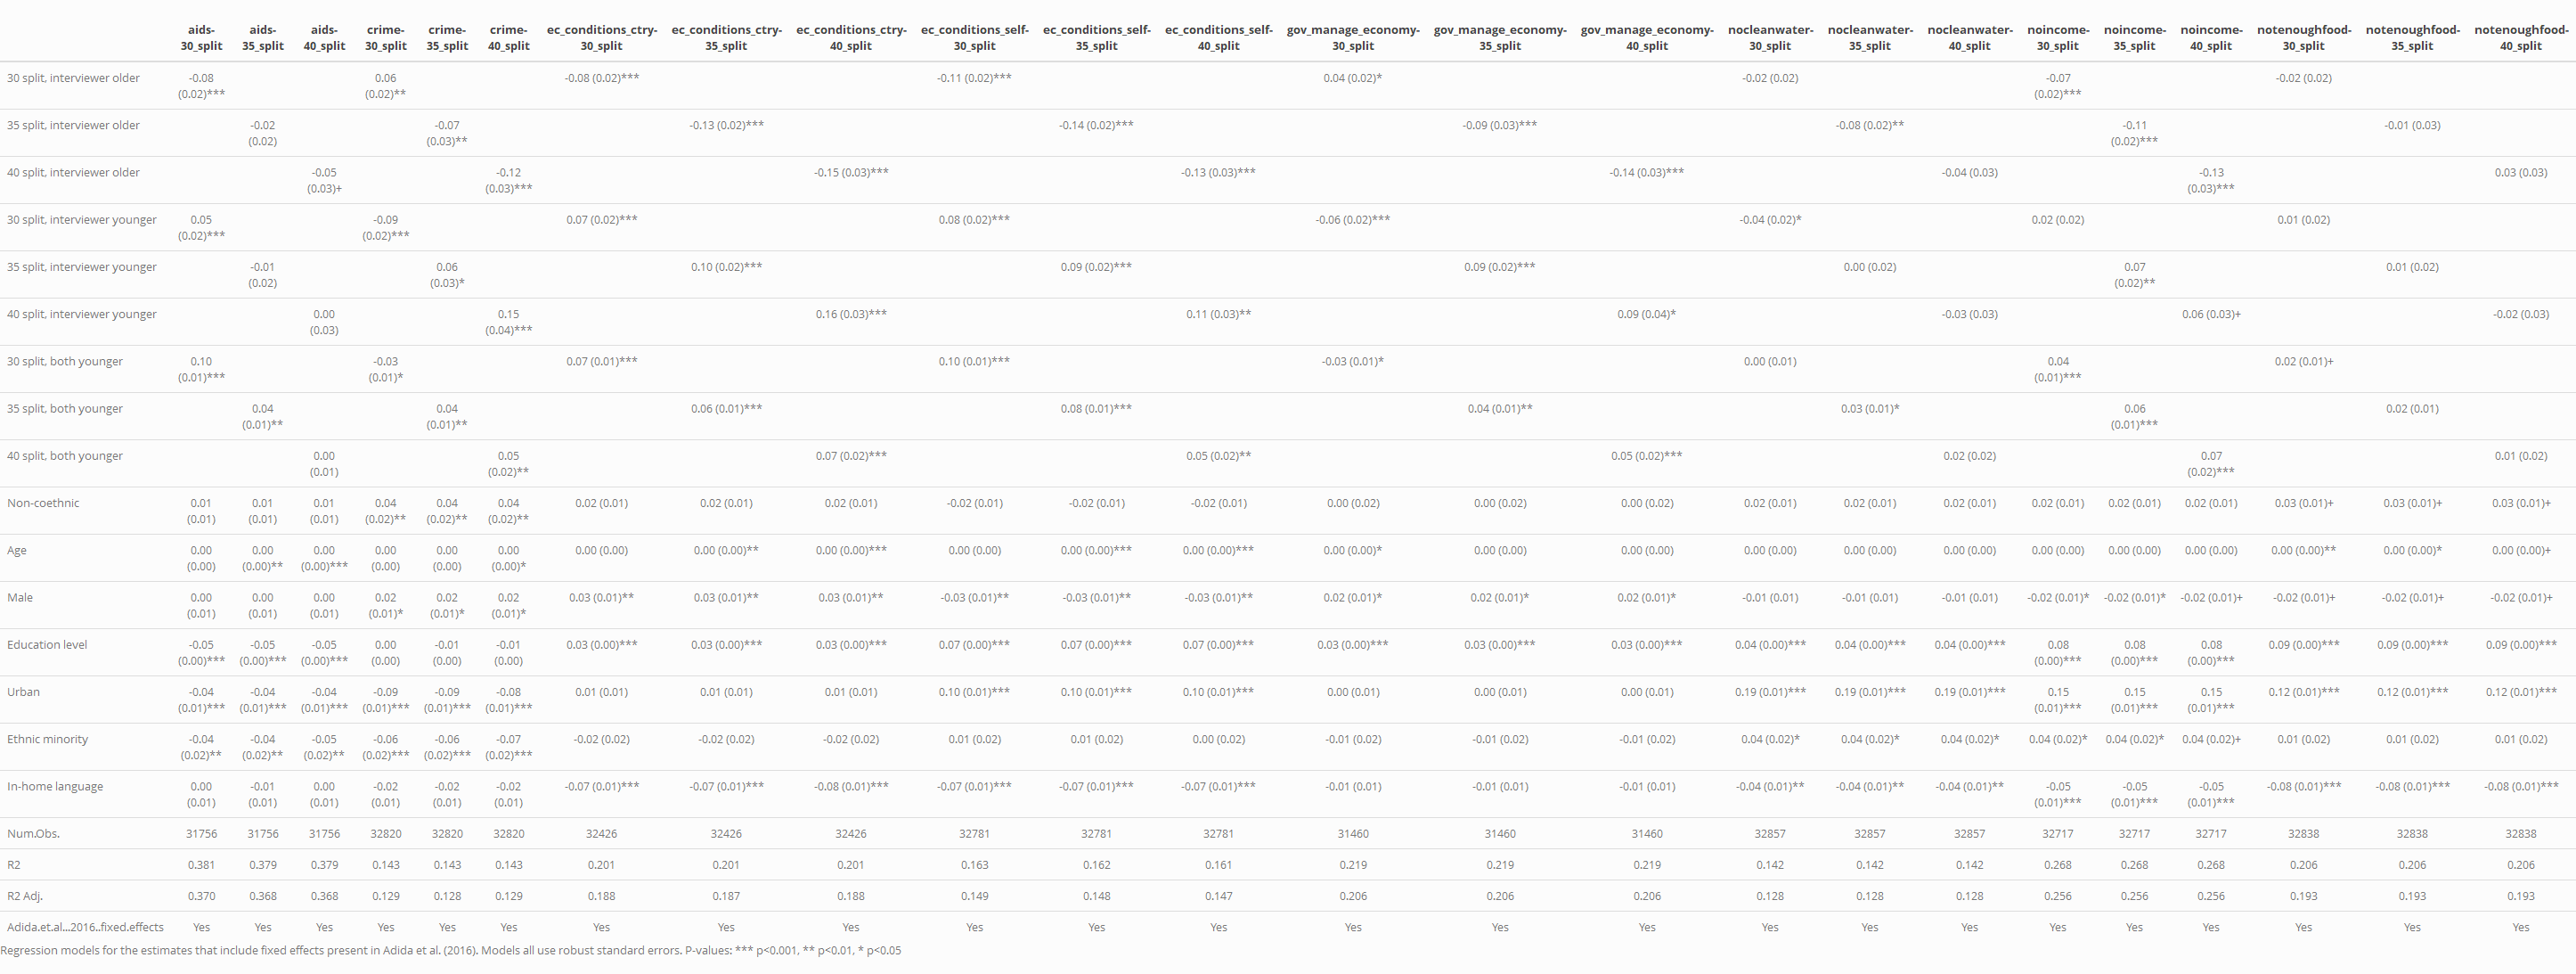 aids-30_split aids-35_split aids-40_split crime-30_split crime-35_split crime-40_split ec_conditions_ctry-30_split ec_conditions_ctry-35_split ec_conditions_ctry-40_split ec_conditions_self-30_split ec_conditions_self-35_split ec_conditions_self-40_split gov_manage_economy-30_split gov_manage_economy-35_split gov_manage_economy-40_split nocleanwater-30_split nocleanwater-35_split nocleanwater-40_split noincome-30_split noincome-35_split noincome-40_split notenoughfood-30_split notenoughfood-35_split notenoughfood-40_split
30 split, interviewer older -0.08 (0.02)*** 0.06 (0.02)** -0.08 (0.02)*** -0.11 (0.02)*** 0.04 (0.02)* -0.02 (0.02) -0.07 (0.02)*** -0.02 (0.02)
35 split, interviewer older -0.02 (0.02) -0.07 (0.03)** -0.13 (0.02)*** -0.14 (0.02)*** -0.09 (0.03)*** -0.08 (0.02)** -0.11 (0.02)*** -0.01 (0.03)
40 split, interviewer older -0.05 (0.03)+ -0.12 (0.03)*** -0.15 (0.03)*** -0.13 (0.03)*** -0.14 (0.03)*** -0.04 (0.03) -0.13 (0.03)*** 0.03 (0.03)
30 split, interviewer younger 0.05 (0.02)*** -0.09 (0.02)*** 0.07 (0.02)*** 0.08 (0.02)*** -0.06 (0.02)*** -0.04 (0.02)* 0.02 (0.02) 0.01 (0.02)
35 split, interviewer younger -0.01 (0.02) 0.06 (0.03)* 0.10 (0.02)*** 0.09 (0.02)*** 0.09 (0.02)*** 0.00 (0.02) 0.07 (0.02)** 0.01 (0.02)
40 split, interviewer younger 0.00 (0.03) 0.15 (0.04)*** 0.16 (0.03)*** 0.11 (0.03)** 0.09 (0.04)* -0.03 (0.03) 0.06 (0.03)+ -0.02 (0.03)
30 split, both younger 0.10 (0.01)*** -0.03 (0.01)* 0.07 (0.01)*** 0.10 (0.01)*** -0.03 (0.01)* 0.00 (0.01) 0.04 (0.01)*** 0.02 (0.01)+
35 split, both younger 0.04 (0.01)** 0.04 (0.01)** 0.06 (0.01)*** 0.08 (0.01)*** 0.04 (0.01)** 0.03 (0.01)* 0.06 (0.01)*** 0.02 (0.01)
40 split, both younger 0.00 (0.01) 0.05 (0.02)** 0.07 (0.02)*** 0.05 (0.02)** 0.05 (0.02)*** 0.02 (0.02) 0.07 (0.02)*** 0.01 (0.02)
Non-coethnic 0.01 (0.01) 0.01 (0.01) 0.01 (0.01) 0.04 (0.02)** 0.04 (0.02)** 0.04 (0.02)** 0.02 (0.01) 0.02 (0.01) 0.02 (0.01) -0.02 (0.01) -0.02 (0.01) -0.02 (0.01) 0.00 (0.02) 0.00 (0.02) 0.00 (0.02) 0.02 (0.01) 0.02 (0.01) 0.02 (0.01) 0.02 (0.01) 0.02 (0.01) 0.02 (0.01) 0.03 (0.01)+ 0.03 (0.01)+ 0.03 (0.01)+
Age 0.00 (0.00) 0.00 (0.00)** 0.00 (0.00)*** 0.00 (0.00) 0.00 (0.00) 0.00 (0.00)* 0.00 (0.00) 0.00 (0.00)** 0.00 (0.00)*** 0.00 (0.00) 0.00 (0.00)*** 0.00 (0.00)*** 0.00 (0.00)* 0.00 (0.00) 0.00 (0.00) 0.00 (0.00) 0.00 (0.00) 0.00 (0.00) 0.00 (0.00) 0.00 (0.00) 0.00 (0.00) 0.00 (0.00)** 0.00 (0.00)* 0.00 (0.00)+
Male 0.00 (0.01) 0.00 (0.01) 0.00 (0.01) 0.02 (0.01)* 0.02 (0.01)* 0.02 (0.01)* 0.03 (0.01)** 0.03 (0.01)** 0.03 (0.01)** -0.03 (0.01)** -0.03 (0.01)** -0.03 (0.01)** 0.02 (0.01)* 0.02 (0.01)* 0.02 (0.01)* -0.01 (0.01) -0.01 (0.01) -0.01 (0.01) -0.02 (0.01)* -0.02 (0.01)* -0.02 (0.01)+ -0.02 (0.01)+ -0.02 (0.01)+ -0.02 (0.01)+
Education level -0.05 (0.00)*** -0.05 (0.00)*** -0.05 (0.00)*** 0.00 (0.00) -0.01 (0.00) -0.01 (0.00) 0.03 (0.00)*** 0.03 (0.00)*** 0.03 (0.00)*** 0.07 (0.00)*** 0.07 (0.00)*** 0.07 (0.00)*** 0.03 (0.00)*** 0.03 (0.00)*** 0.03 (0.00)*** 0.04 (0.00)*** 0.04 (0.00)*** 0.04 (0.00)*** 0.08 (0.00)*** 0.08 (0.00)*** 0.08 (0.00)*** 0.09 (0.00)*** 0.09 (0.00)*** 0.09 (0.00)***
Urban -0.04 (0.01)*** -0.04 (0.01)*** -0.04 (0.01)*** -0.09 (0.01)*** -0.09 (0.01)*** -0.08 (0.01)*** 0.01 (0.01) 0.01 (0.01) 0.01 (0.01) 0.10 (0.01)*** 0.10 (0.01)*** 0.10 (0.01)*** 0.00 (0.01) 0.00 (0.01) 0.00 (0.01) 0.19 (0.01)*** 0.19 (0.01)*** 0.19 (0.01)*** 0.15 (0.01)*** 0.15 (0.01)*** 0.15 (0.01)*** 0.12 (0.01)*** 0.12 (0.01)*** 0.12 (0.01)***
Ethnic minority -0.04 (0.02)** -0.04 (0.02)** -0.05 (0.02)** -0.06 (0.02)*** -0.06 (0.02)*** -0.07 (0.02)*** -0.02 (0.02) -0.02 (0.02) -0.02 (0.02) 0.01 (0.02) 0.01 (0.02) 0.00 (0.02) -0.01 (0.02) -0.01 (0.02) -0.01 (0.02) 0.04 (0.02)* 0.04 (0.02)* 0.04 (0.02)* 0.04 (0.02)* 0.04 (0.02)* 0.04 (0.02)+ 0.01 (0.02) 0.01 (0.02) 0.01 (0.02)
In-home language 0.00 (0.01) -0.01 (0.01) 0.00 (0.01) -0.02 (0.01) -0.02 (0.01) -0.02 (0.01) -0.07 (0.01)*** -0.07 (0.01)*** -0.08 (0.01)*** -0.07 (0.01)*** -0.07 (0.01)*** -0.07 (0.01)*** -0.01 (0.01) -0.01 (0.01) -0.01 (0.01) -0.04 (0.01)** -0.04 (0.01)** -0.04 (0.01)** -0.05 (0.01)*** -0.05 (0.01)*** -0.05 (0.01)*** -0.08 (0.01)*** -0.08 (0.01)*** -0.08 (0.01)***
Num.Obs. 31756 31756 31756 32820 32820 32820 32426 32426 32426 32781 32781 32781 31460 31460 31460 32857 32857 32857 32717 32717 32717 32838 32838 32838
R2 0.381 0.379 0.379 0.143 0.143 0.143 0.201 0.201 0.201 0.163 0.162 0.161 0.219 0.219 0.219 0.142 0.142 0.142 0.268 0.268 0.268 0.206 0.206 0.206
R2 Adj. 0.370 0.368 0.368 0.129 0.128 0.129 0.188 0.187 0.188 0.149 0.148 0.147 0.206 0.206 0.206 0.128 0.128 0.128 0.256 0.256 0.256 0.193 0.193 0.193
Adida.et.al...2016..fixed.effects Yes Yes Yes Yes Yes Yes Yes Yes Yes Yes Yes Yes Yes Yes Yes Yes Yes Yes Yes Yes Yes Yes Yes Yes
Regression models for the estimates that include fixed effects present in Adida et al. (2016). Models all use robust standard errors. P-values: *** p<0.001, ** p<0.01, * p<0.05